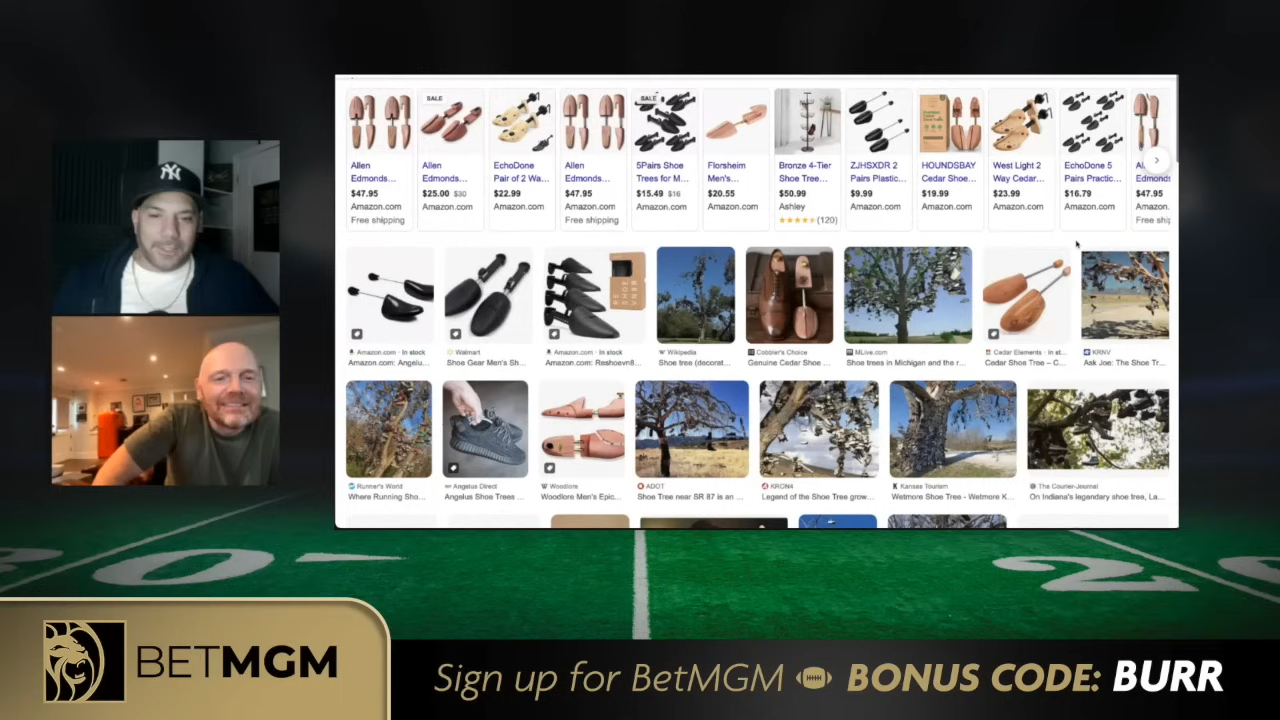 SALE
SALE
Allen
Edmonds...
$47.95
Amazon.com
Free shipping
Allen
Edmonds...
$25.00 $30
Amazon.com
EchoDone
Pair of 2 Wa...
$22.99
Amazon.com
Allen
Edmonds...
$47.95
Amazon.com
Free shipping
5Pairs Shoe
Trees for M...
$15.49 $16
Amazon.com
Florsheim
Men's...
$20.55
Amazon.com
Bronze 4-Tier
Shoe Tree...
$50.99
Ashley
(120)
ZJHSXDR 2
Pairs Plastic...
$9.99
Amazon.com
HOUNDSBAY
Cedar Shoe...
$19.99
Amazon.com
West Light 2
Way Cedar...
$23.99
Amazon.com
EchoDone 5
Pairs Practic...
$16.79
Amazon.com
Edmonds
$47.95
Amazon.
Free ship
Amazon.com · In stock
Amazon.com: Angelu...
Walmart
Shoe Gear Men's Sh...
Amazon.com · In stock
Amazon.com: Reshoevn8...
Wikipedia
Shoe tree (decorat...
Cobbler's Choice
Genuine Cedar Shoe ...
MLive.com
Shoe trees in Michigan and the r...
Cedar Elements · In st...
Cedar Shoe Tree – C...
KRNV
Ask Joe: The Shoe Tr...
Runner's World
Where Running Sho...
Angelus Direct
Angelus Shoe Trees ...
Woodlore
Woodlore Men's Epic...
ADOT
Shoe Tree near SR 87 is an ...
KRON4
Legend of the Shoe Tree grow...
Kansas Tourism
Wetmore Shoe Tree - Wetmore K...
The Courier-Journal
On Indiana's legendary shoe tree, La...
BETMGM
Sign up for BetMGM BONUS CODE: BURR